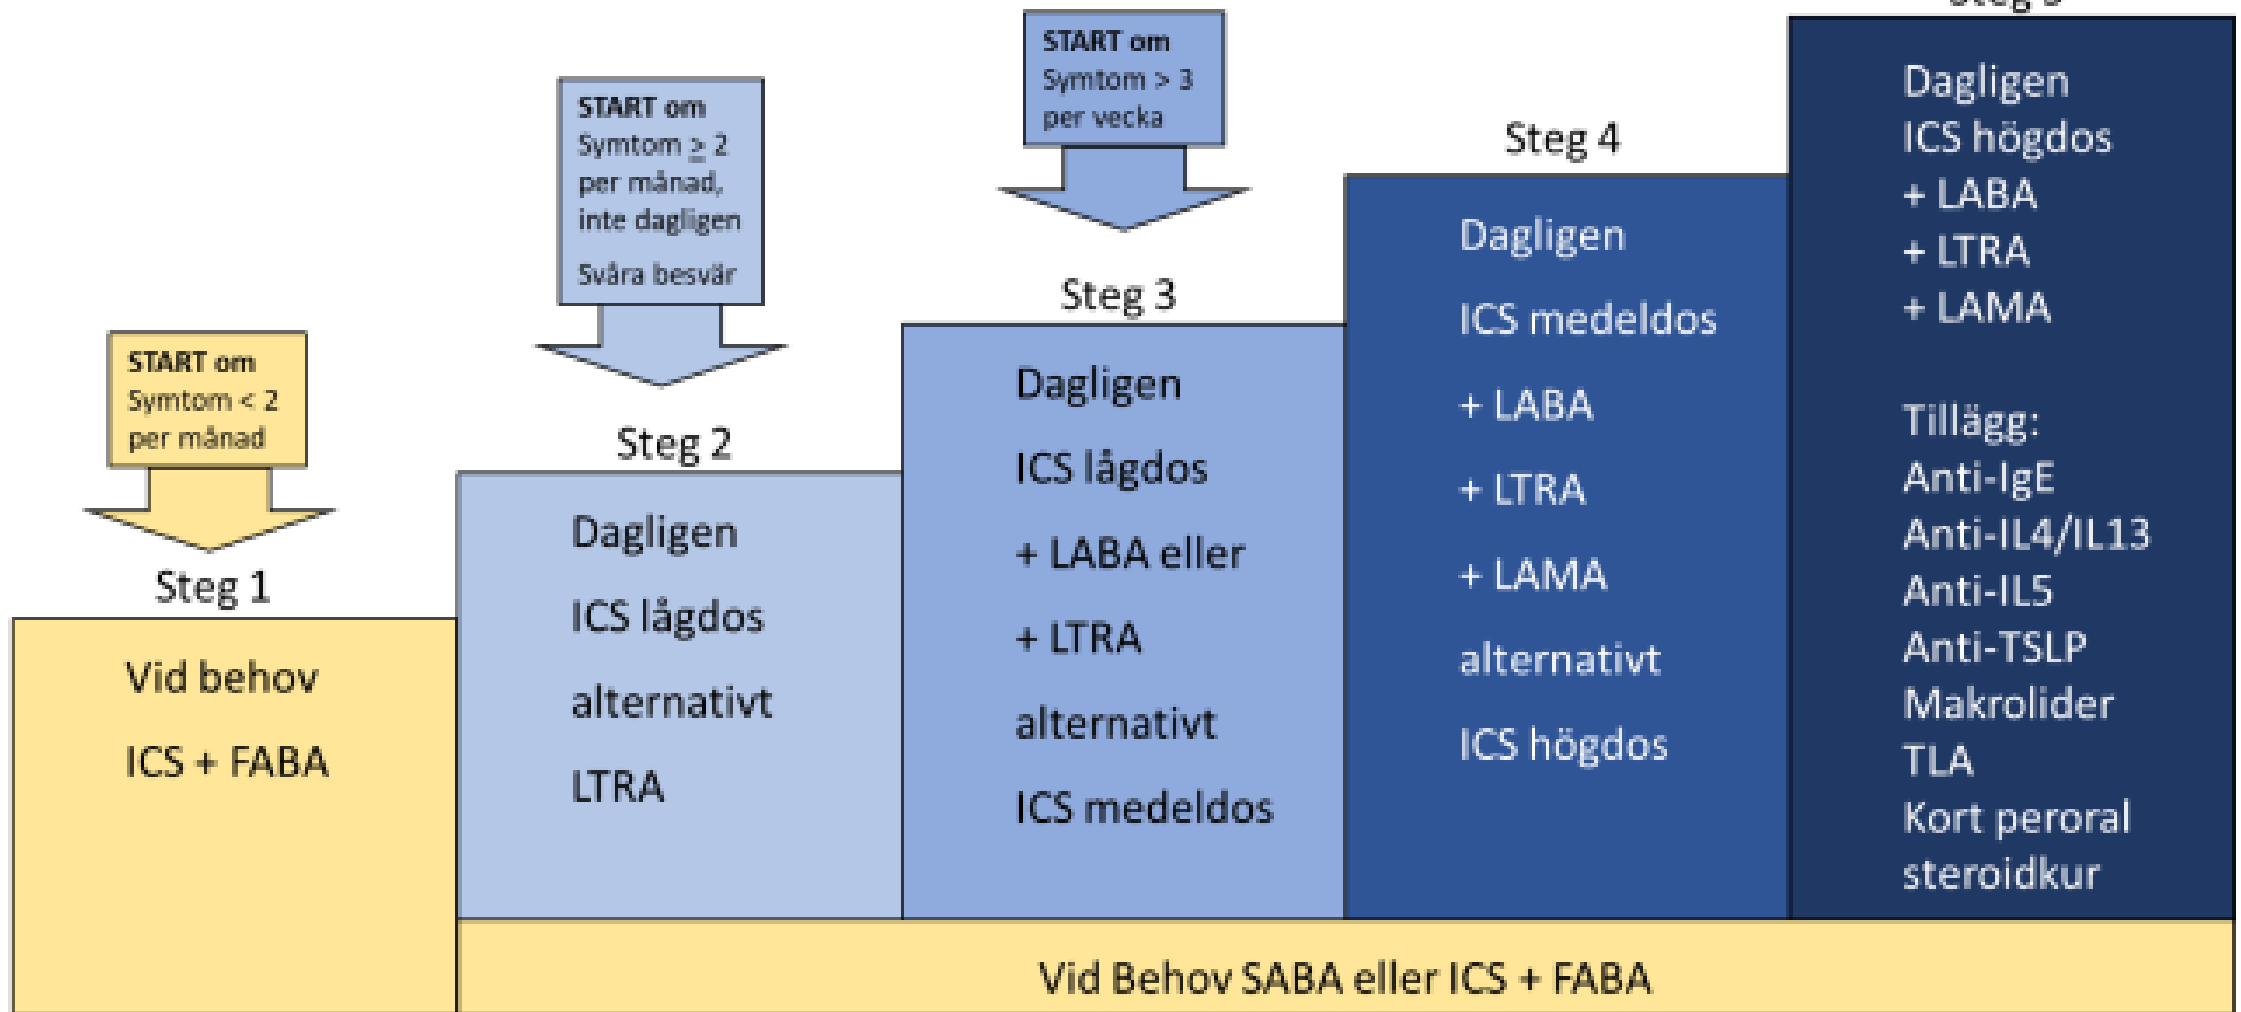 START om
Symtom < 2
per månad
Steg 1
Vid behov
ICS + FABA
START om
Symtom ≥ 2
per månad,
inte dagligen
Svåra besvär
Steg 2
Dagligen
ICS lågdos
alternativt
LTRA
START om
Symtom > 3
per vecka
Steg 3
Dagligen
ICS lågdos
+ LABA eller
+ LTRA
alternativt
ICS medeldos
Steg 4
Dagligen
ICS medeldos
+ LABA
+ LTRA
+ LAMA
alternativt
ICS högdos
Steg
Dagligen
ICS högdos
+ LABA
+ LTRA
+ LAMA
Tillägg:
Anti-IgE
Anti-IL4/IL13
Anti-IL5
Anti-TSLP
Makrolider
TLA
Kort peroral
steroidkur
Vid Behov SABA eller ICS + FABA